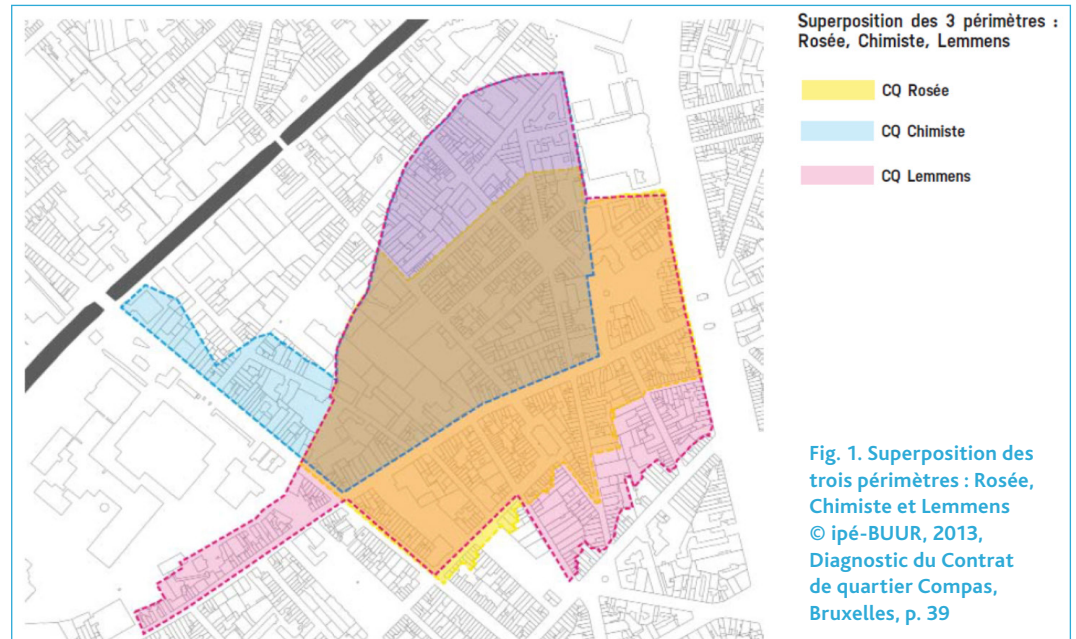 Superposition des 3 périmètres :
Rosée, Chimiste, Lemmens
CQ Rosée
CQ Chimiste
CQ Lemmens
Fig. 1. Superposition des
trois périmètres : Rosée,
Chimiste et Lemmens
© ipé-BUUR, 2013,
Diagnostic du Contrat
de quartier Compas,
Bruxelles, p. 39